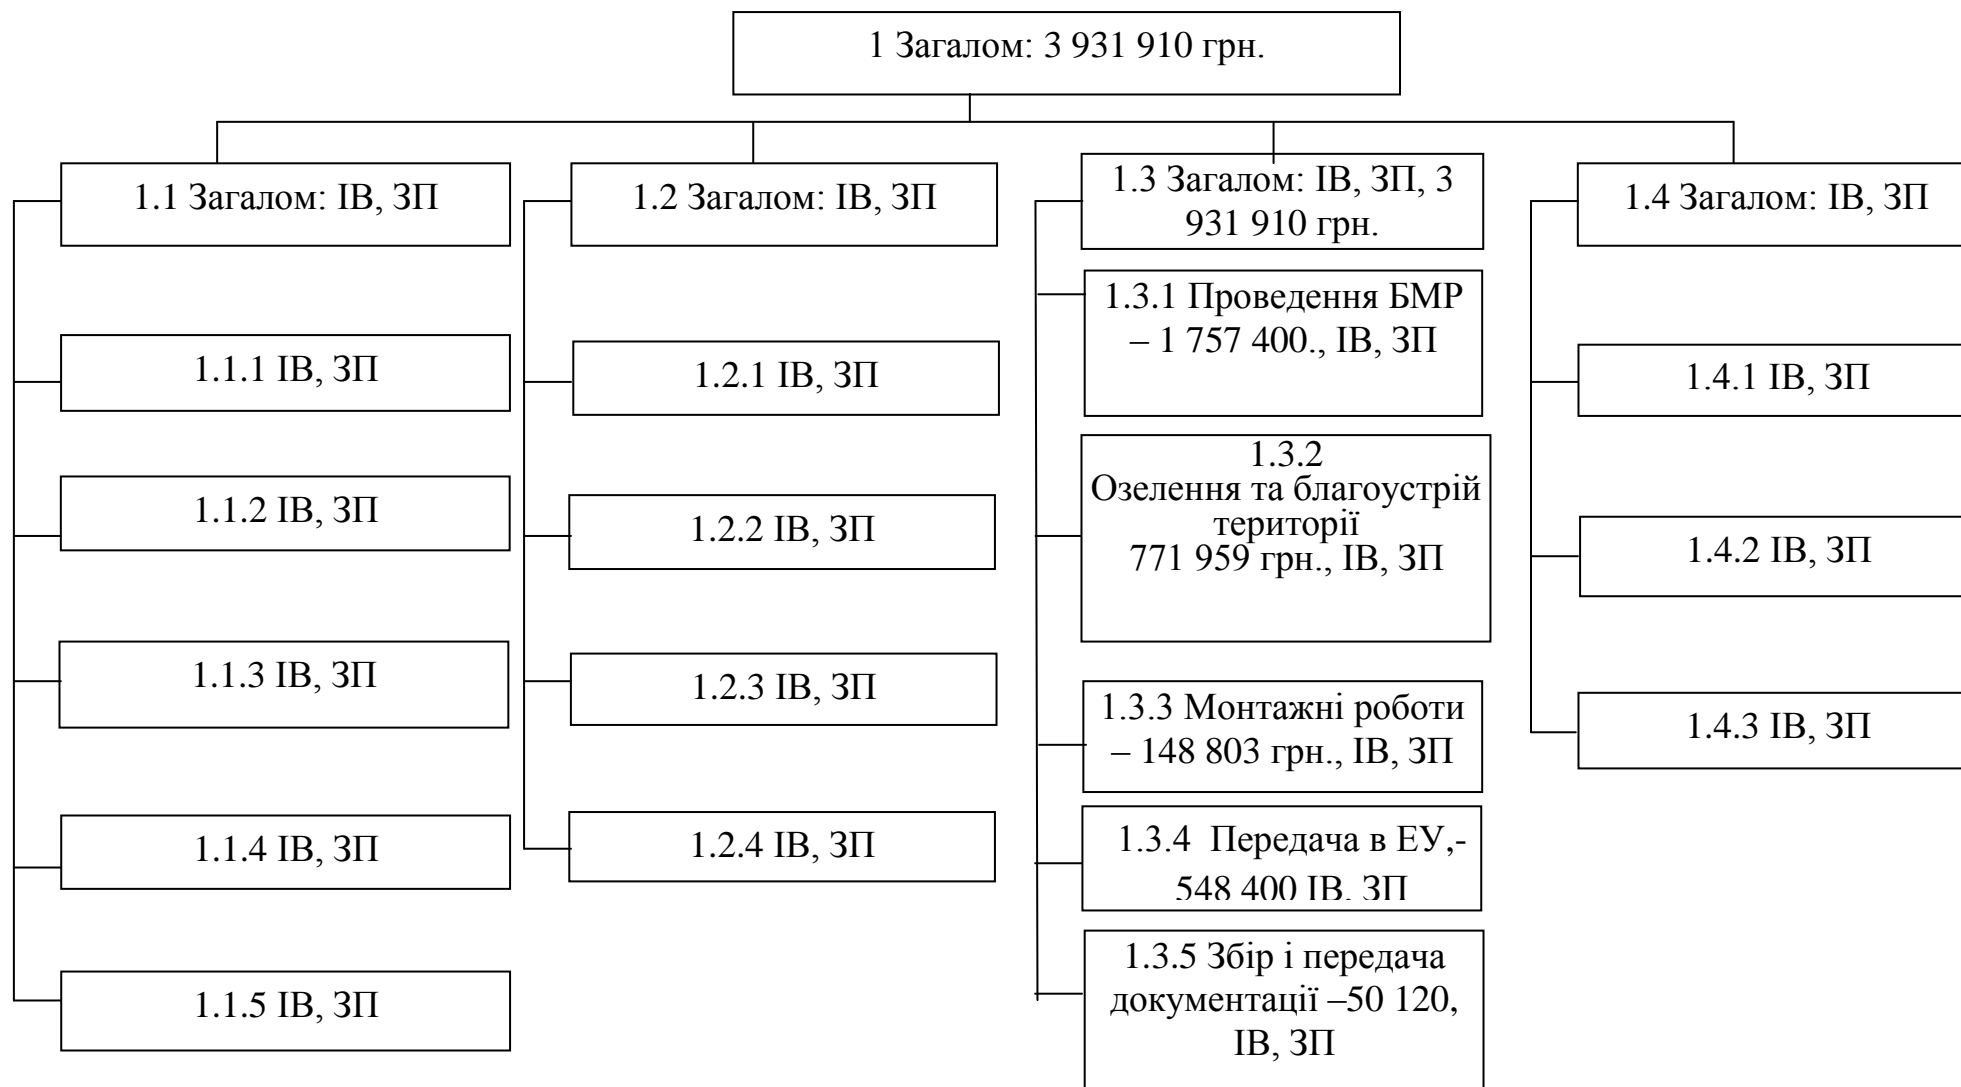 1 Загалом: 3 931 910 грн.
1.1 Загалом: ІВ, ЗП
1.1.1 ІВ, ЗП
1.1.2 ІВ, ЗП
1.1.3 ІВ, ЗП
1.1.4 ІВ, ЗП
1.1.5 ІВ, ЗП
1.2 Загалом: ІВ, ЗП
1.2.1 ІВ, ЗП
1.2.2 ІВ, ЗП
1.2.3 ІВ, ЗП
1.2.4 ІВ, ЗП
1.3 Загалом: ІВ, ЗП, 3
931 910 грн.
1.3.1 Проведення БМР
– 1 757 400., ІВ, ЗП
1.3.2
Озелення та благоустрій
території
771 959 грн., ІВ, ЗП
1.3.3 Монтажні роботи
– 148 803 грн., ІВ, ЗП
1.3.4 Передача в ЕУ,-
548 400 ІВ, ЗП
1.3.5 Збір і передача
документації –50 120,
ІВ, ЗП
1.4 Загалом: ІВ, ЗП
1.4.1 ІВ, ЗП
1.4.2 ІВ, ЗП
1.4.3 ІВ, ЗП